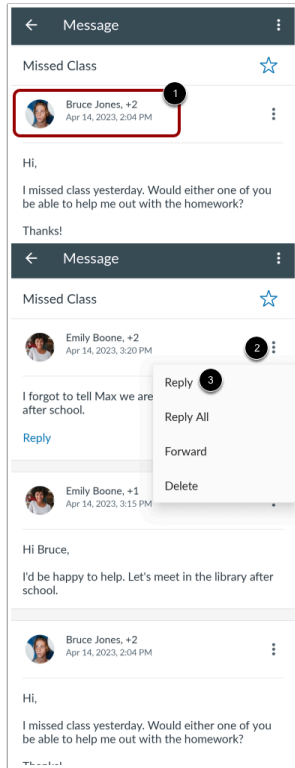 Message
Missed Class
1
Bruce Jones, +2
Apr 14, 2023, 2:04 PM
Hi,
I missed class yesterday. Would either one of you
be able to help me out with the homework?
Thanks!
Message
Missed Class
Emily Boone, +2
Apr 14, 2023, 3:20 PM
2
Reply 3
Reply All
Forward
Delete
I forgot to tell Max we are
after school.
Reply
Emily Boone, +1
Apr 14, 2023, 3:15 PM
Hi Bruce,
I'd be happy to help. Let's meet in the library after
school.
Bruce Jones, +2
Apr 14, 2023, 2:04 PM
Hi,
I missed class yesterday. Would either one of you
be able to help me out with the homework?
Thanks!